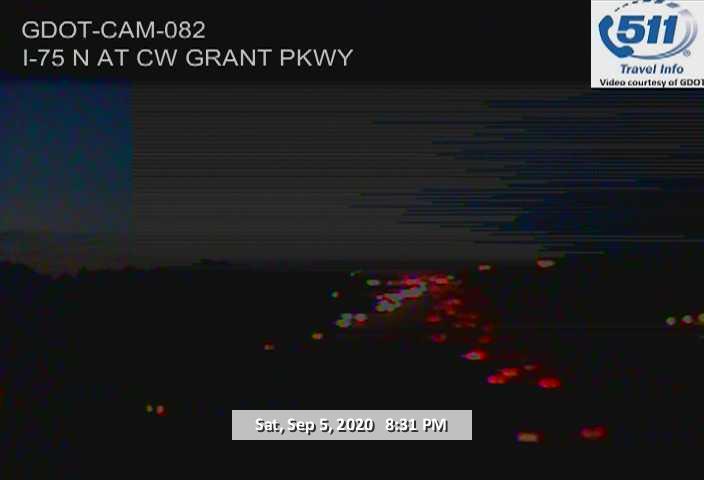 GDOT-CAM-082
I-75 N AT CW GRANT PKWY
511
®
Travel Info
Video courtesy of GDOT
Sat, Sep 5, 2020 8:31 PM